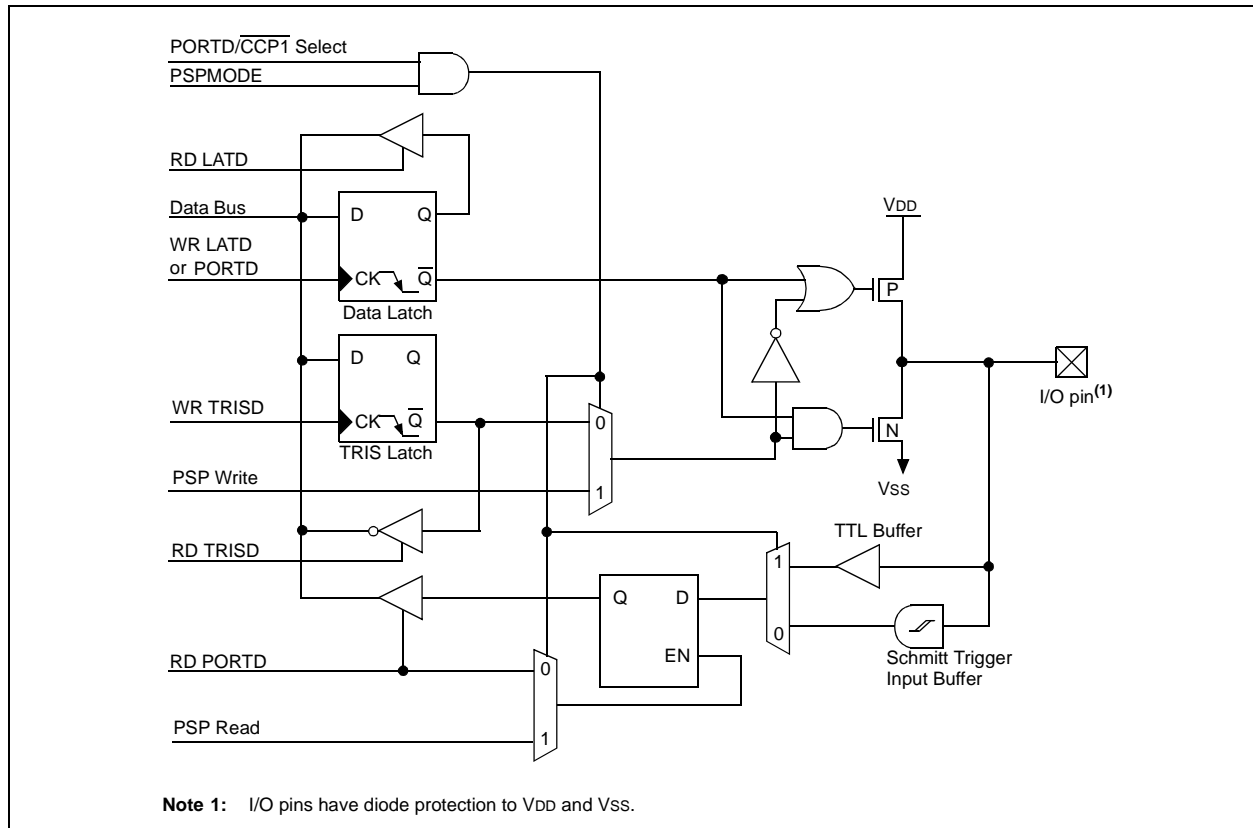 PORTD/C̅C̅P̅1̅ Select
PSPMODE
RD LATD
Data Bus
WR LATD
or PORTD
D
Q
CK
Q̅
Data Latch
D
Q
WR TRISD
CK
Q̅
TRIS Latch
PSP Write
RD TRISD
0
1
VDD
P
N
VSS
I/O pin(1)
TTL Buffer
1
0
Schmitt Trigger
Input Buffer
Q
D
EN
RD PORTD
0
PSP Read
1
Note 1: I/O pins have diode protection to VDD and VSS.